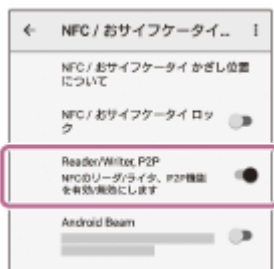 ← NFC / おサイフケータイ...
NFC / おサイフケータイ かざし位置
について
NFC / おサイフケータイ ロッ
ク
Reader/Writer, P2P
NFCのリーダ/ライタ、P2P機能
を有効/無効にします
Android Beam